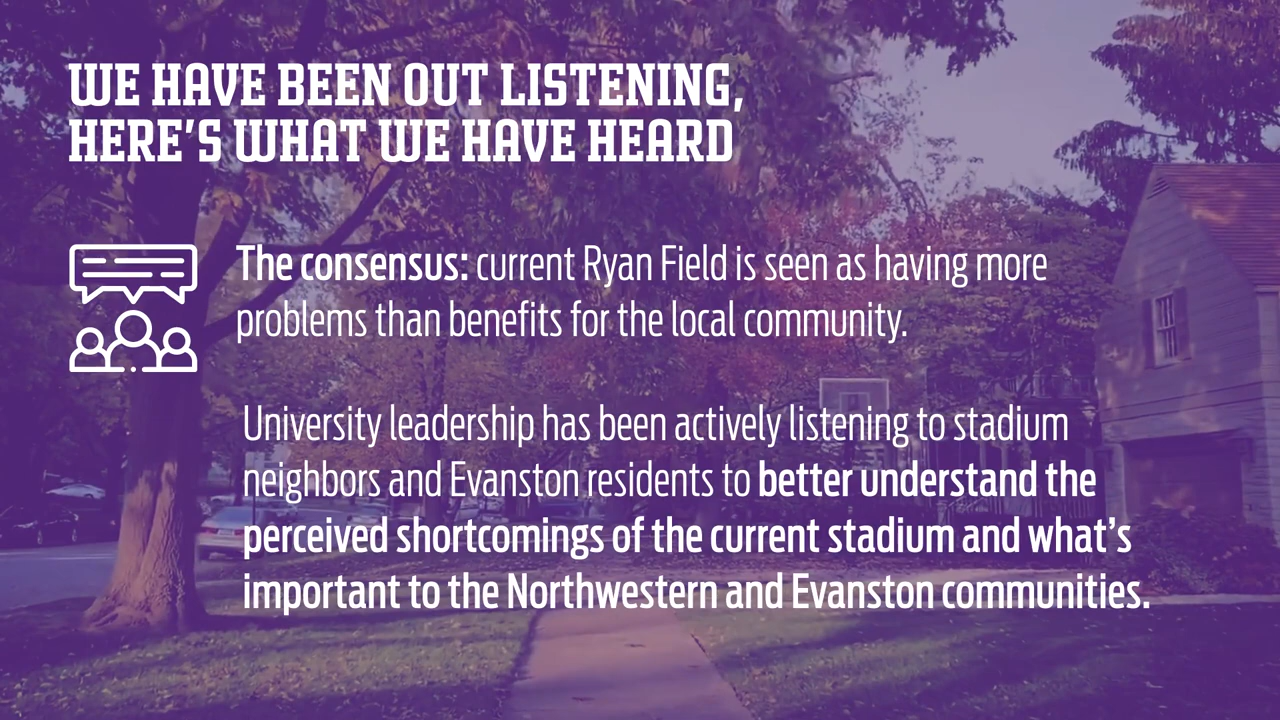 WE HAVE BEEN OUT LISTENING,
HERE'S WHAT WE HAVE HEARD
The consensus: current Ryan Field is seen as having more
problems than benefits for the local community.
University leadership has been actively listening to stadium
neighbors and Evanston residents to better understand the
perceived shortcomings of the current stadium and what's
important to the Northwestern and Evanston communities.